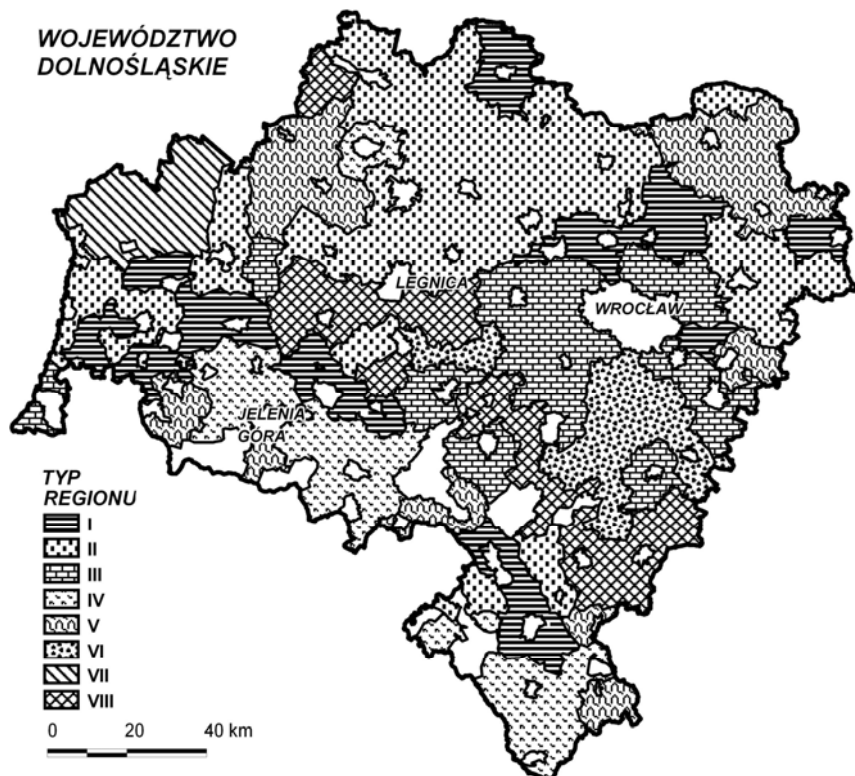 WOJEWÓDZTWO
DOLNOŚLĄSKIE
LEGNICA
WROCŁAW
JELENIA
GÓRA
TYP
REGIONU
I
II
III
IV
V
VI
VII
VIII
0 20 40 km